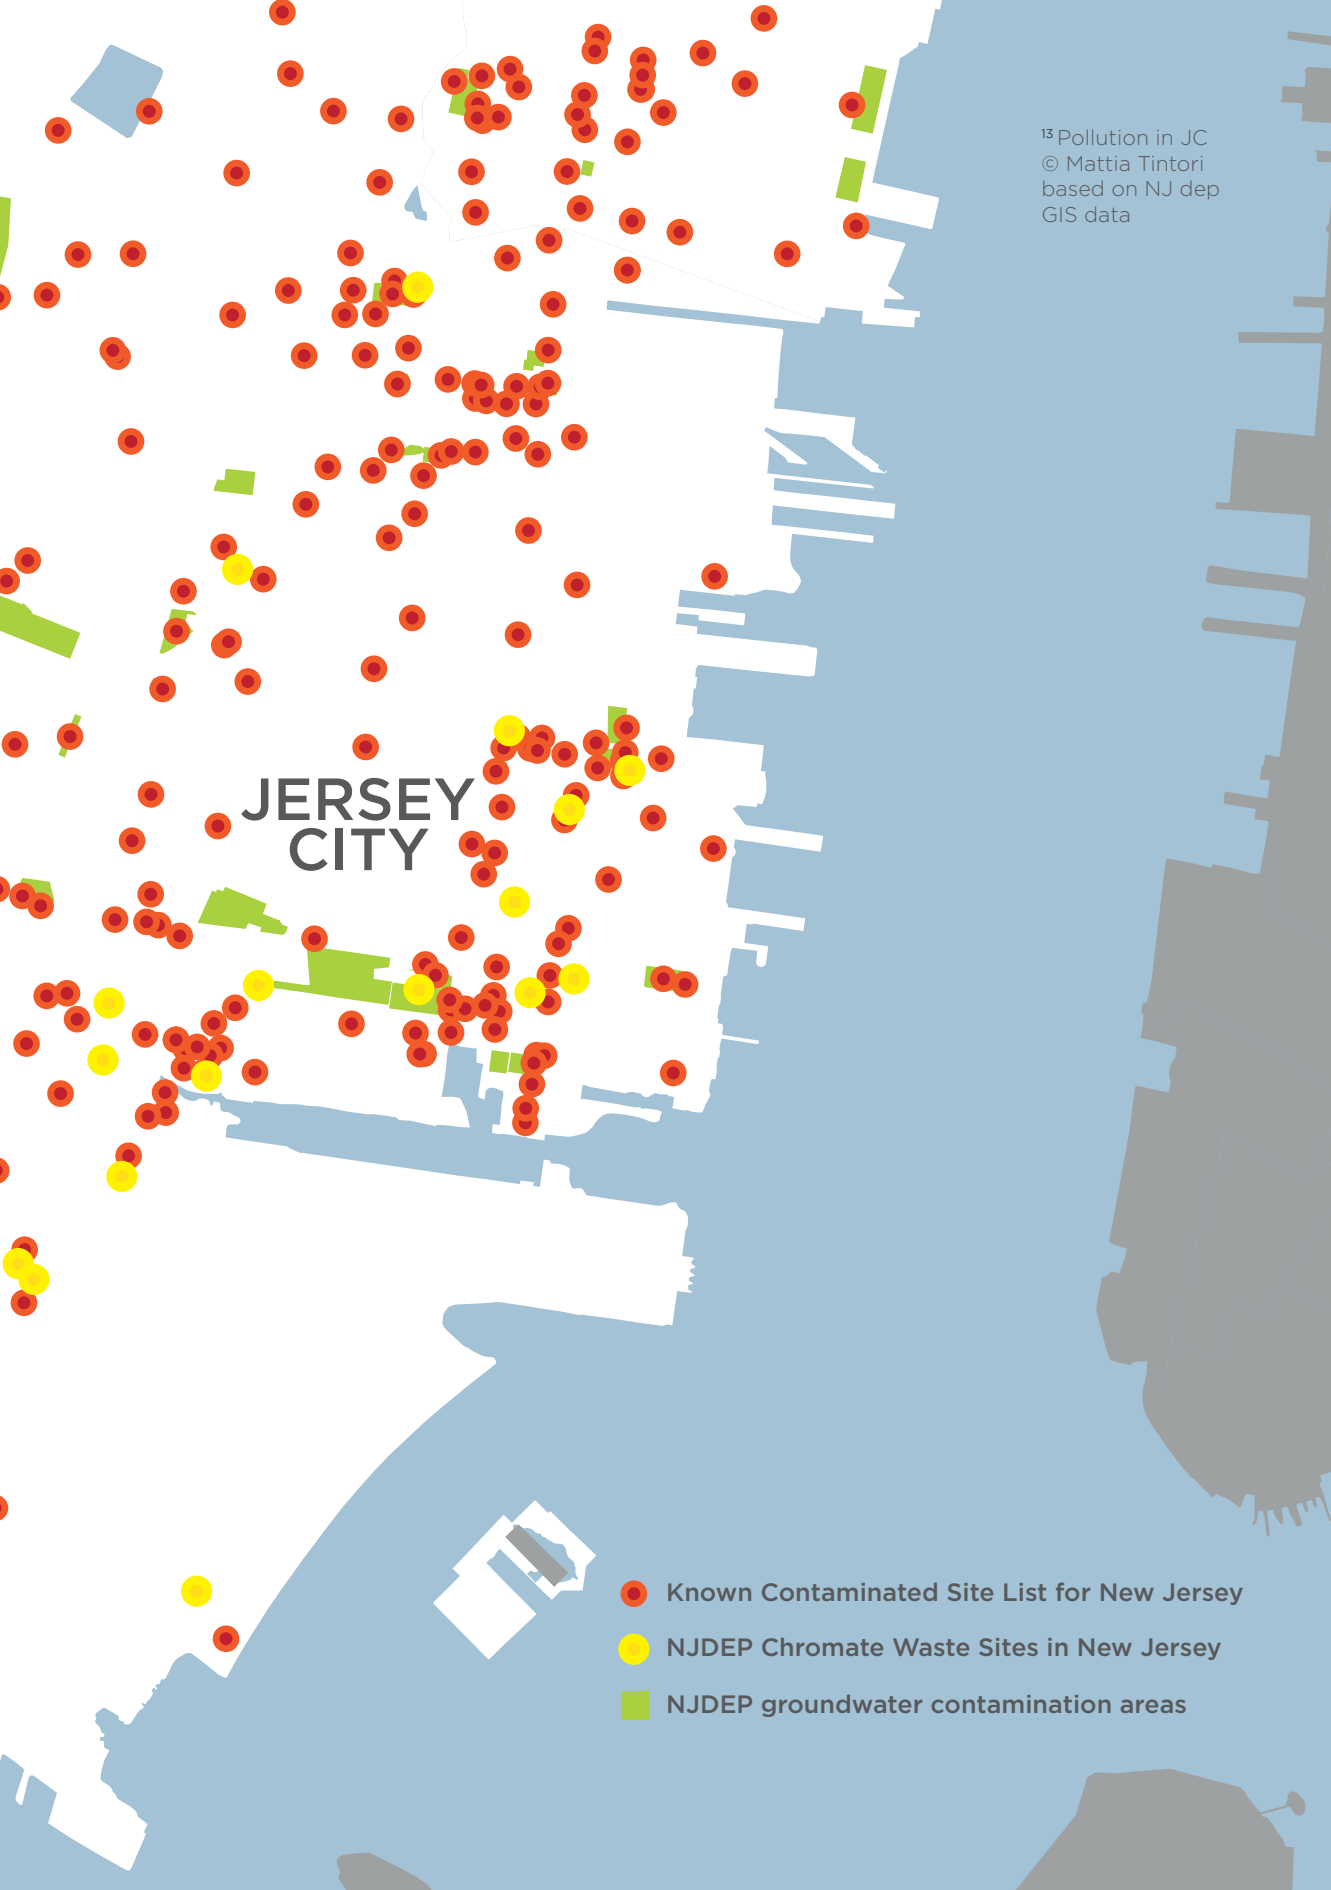 13 Pollution in JC
© Mattia Tintori
based on NJ dep
GIS data
JERSEY
CITY
Known Contaminated Site List for New Jersey
NJDEP Chromate Waste Sites in New Jersey
NJDEP groundwater contamination areas